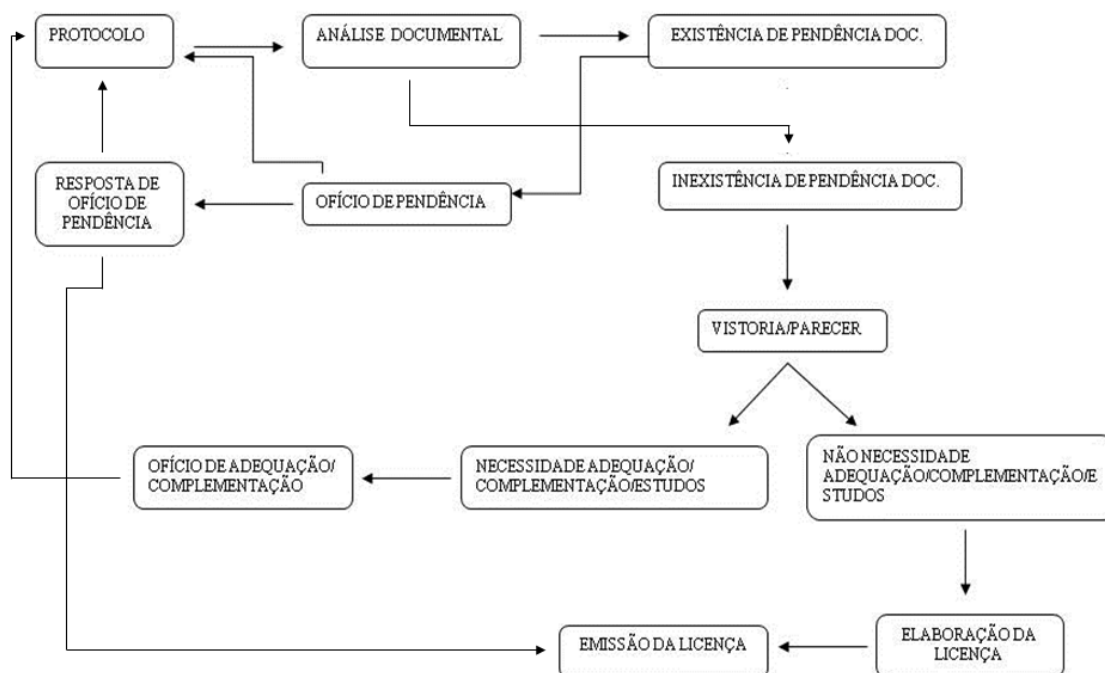 PROTOCOLO
ANÁLISE DOCUMENTAL
EXISTÊNCIA DE PENDÊNCIA DOC.
RESPOSTA DE
OFÍCIO DE
PENDÊNCIA
OFÍCIO DE PENDÊNCIA
INEXISTÊNCIA DE PENDÊNCIA DOC.
VISTORIA/PARECER
OFÍCIO DE ADEQUAÇÃO/
COMPLEMENTAÇÃO
NECESSIDADE ADEQUAÇÃO/
COMPLEMENTAÇÃO/ESTUDOS
NÃO NECESSIDADE
ADEQUAÇÃO/COMPLEMENTAÇÃO/E
STUDOS
EMISSÃO DA LICENÇA
ELABORAÇÃO DA
LICENÇA